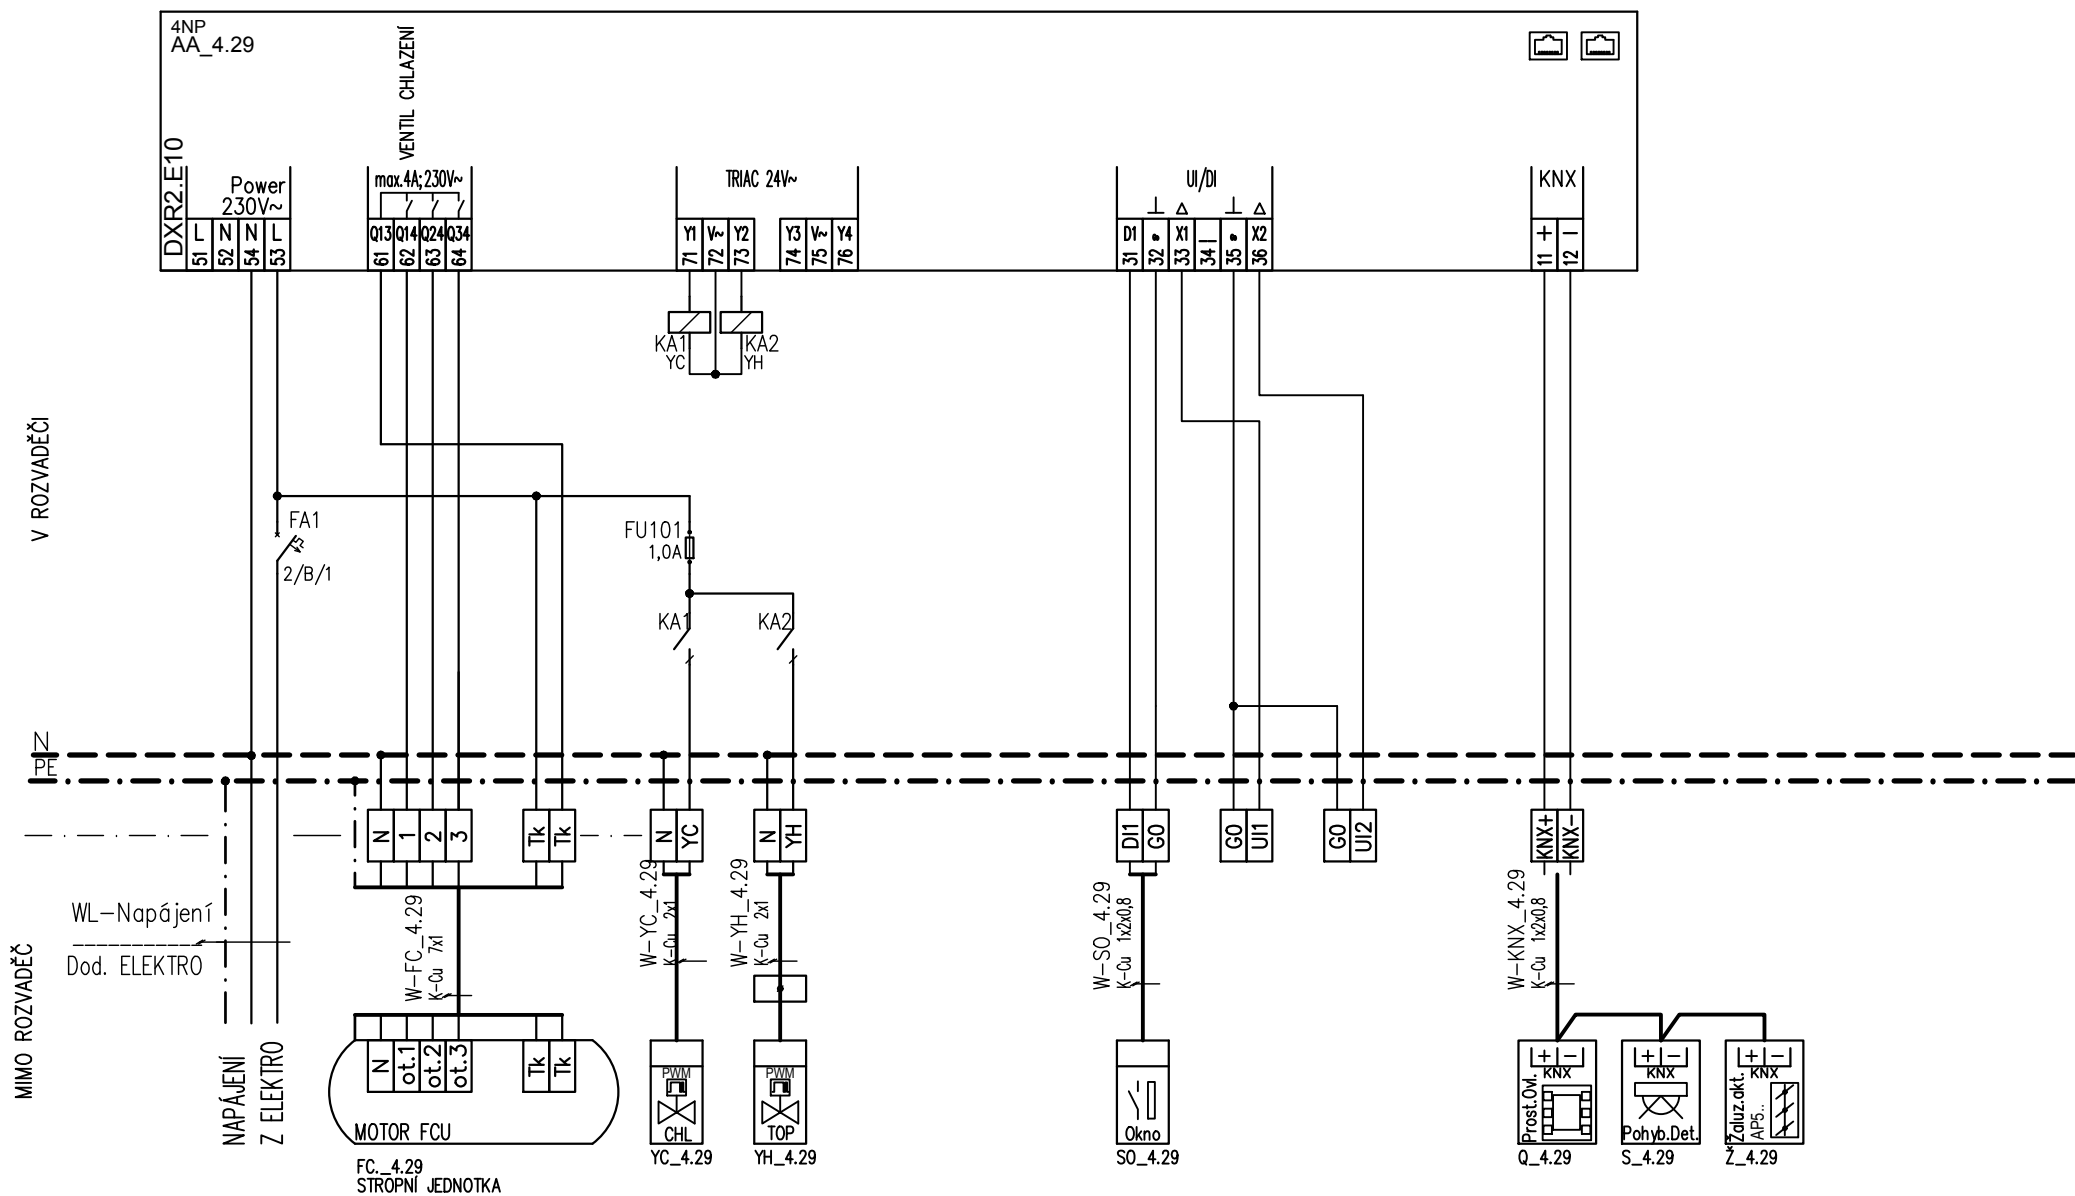 4NP
AA_4.29
DXR2.E10
VENTIL CHLAZENÍ
Power
230V~
max.4A;230V~
TRIAC 24V~
UI/DI
KNX
L N N L
51 52 54 53
Q13 Q14 Q24 Q34
61 62 63 64
Y1 V~ Y2
71 72 73
Y3 V~ Y4
74 75 76
D1 X1 X2
31 32 33 34 35 36
+ -
11 12
KA1
YC
KA2
YH
V ROZVADĚČI
FA1
2/B/1
FU101
1,0A
KA1
KA2
N
PE
N 1 2 3
Tk Tk
N YC
N YH
DI1 GO
GO UI1
GO UI2
KNX+ KNX-
MIMO ROZVADĚČ
WL-Napájení
Dod. ELEKTRO
NAPÁJENÍ
Z ELEKTRO
W-FC_4.29
K-Cu 7x1
W-YC_4.29
K-Cu 2x1
W-YH_4.29
K-Cu 2x1
W-SO_4.29
K-Cu 1x2x0,8
W-KNX_4.29
K-Cu 1x2x0,8
N ot.1 ot.2 ot.3
Tk Tk
MOTOR FCU
FC._4.29
STROPNÍ JEDNOTKA
PWM
CHL
YC_4.29
PWM
TOP
YH_4.29
Okno
SO_4.29
+ -
KNX
Prost.Ovl.
Q_4.29
+ -
KNX
Pohyb.Det.
S_4.29
+ -
KNX
Žaluz.akt.
AP5..
Ž_4.29